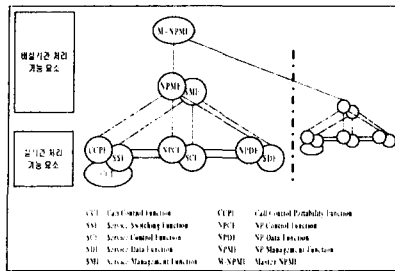 비실시간 처리
기능 요소
M-NPMF
NPMF
SMF
실시간 처리
기능 요소
CCPF
SSF
NPCF
SCF
NPDF
SDF
CCF
CCF Call Control Function
SSF Service Switching Function
SCF Service Control Function
SDF Service Data Function
SMF Service Management Function
CCPF Call Control Portability Function
NPCF NP Control Function
NPDF NP Data Function
NPMF NP Management Function
M-NPMF Master NPMF